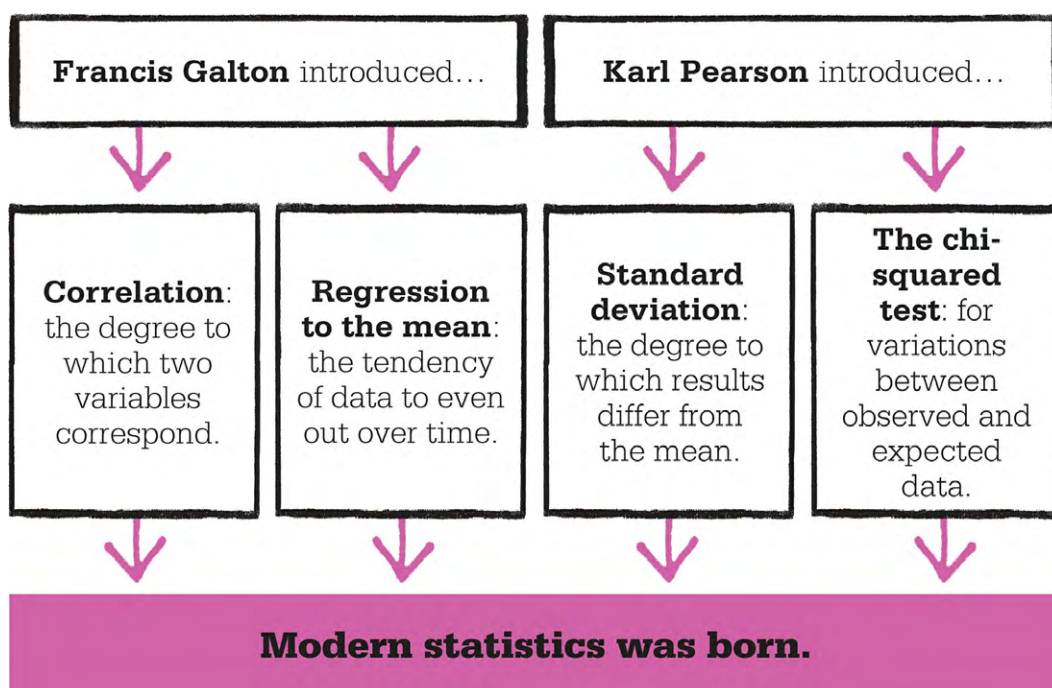 Francis Galton introduced…
Karl Pearson introduced…
Correlation:
the degree to
which two
variables
correspond.
Regression
to the mean:
the tendency
of data to even
out over time.
Standard
deviation:
the degree to
which results
differ from
the mean.
The chi-
squared
test: for
variations
between
observed and
expected
data.
Modern statistics was born.